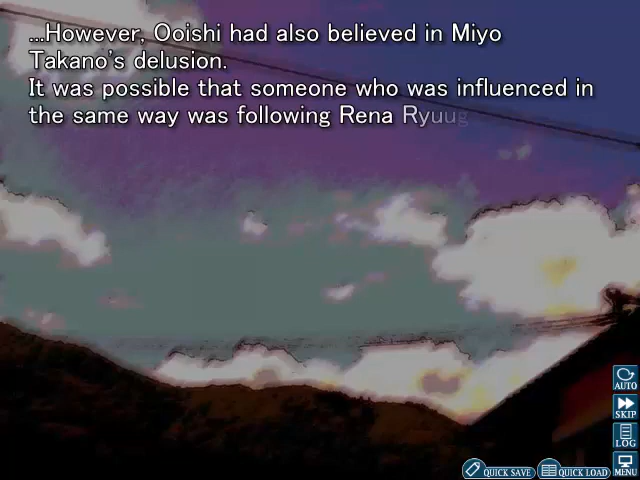 ...However, Ooishi had also believed in Miyo
Takano's delusion.
It was possible that someone who was influenced in
the same way was following Rena Ryuug
AUTO
SKIP
LOG
MENU
QUICK SAVE
QUICK LOAD